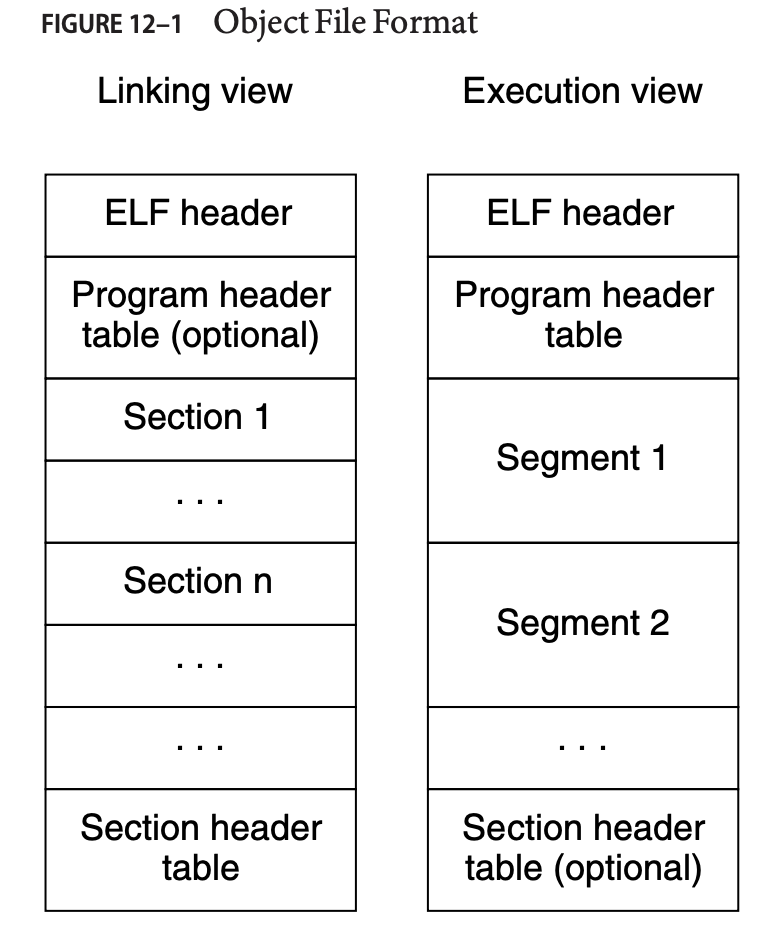 FIGURE 12–1 Object File Format
Linking view
ELF header
Program header
table (optional)
Section 1
. . .
Section n
. . .
. . .
Section header
table
Execution view
ELF header
Program header
table
Segment 1
Segment 2
. . .
Section header
table (optional)